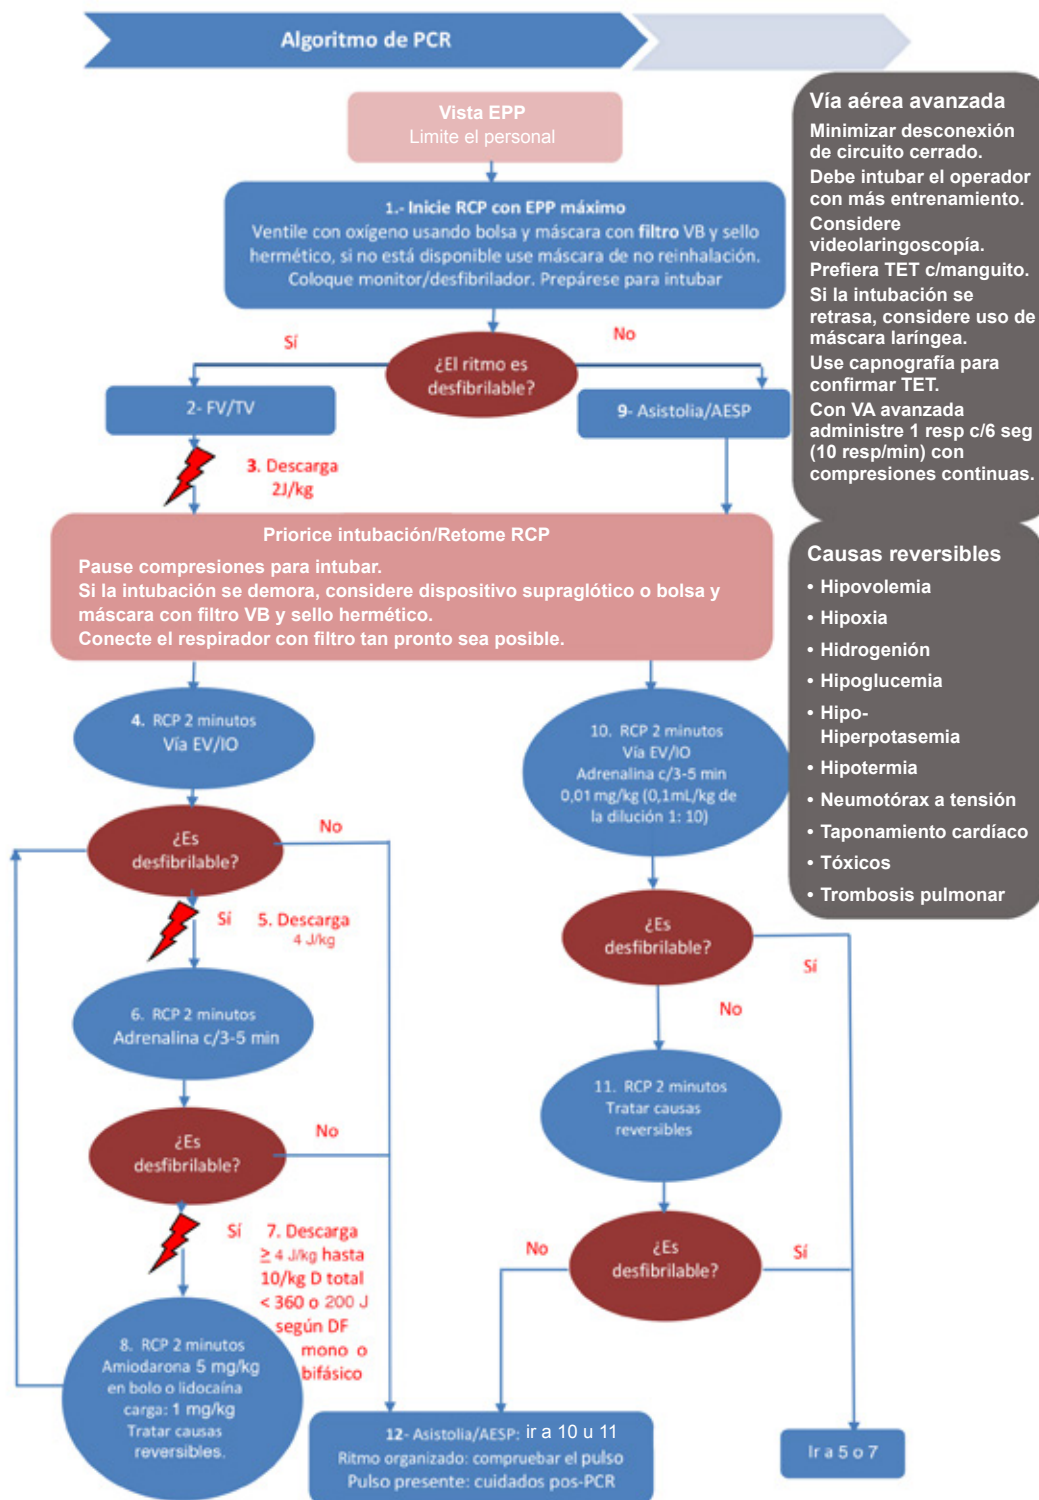 Algoritmo de PCR
Vista EPP
Limite el personal
1.- Inicie RCP con EPP máximo
Ventile con oxígeno usando bolsa y máscara con filtro VB y sello
hermético, si no está disponible use máscara de no reinhalación.
Coloque monitor/desfibrilador. Prepárese para intubar
Sí
No
¿El ritmo es
desfibrilable?
2- FV/TV
9- Asistolia/AESP
3. Descarga
2J/kg
Priorice intubación/Retome RCP
Pause compresiones para intubar.
Si la intubación se demora, considere dispositivo supraglótico o bolsa y
máscara con filtro VB y sello hermético.
Conecte el respirador con filtro tan pronto sea posible.
4. RCP 2 minutos
Vía EV/IO
¿Es
desfibrilable?
No
Sí
5. Descarga
4 J/kg
6. RCP 2 minutos
Adrenalina c/3-5 min
¿Es
desfibrilable?
No
Sí
7. Descarga
≥ 4 J/kg hasta
10/kg D total
< 360 o 200 J
según DF
mono o
bifásico
8. RCP 2 minutos
Amiodarona 5 mg/kg
en bolo o lidocaína
carga: 1 mg/kg
Tratar causas
reversibles.
10. RCP 2 minutos
Vía EV/IO
Adrenalina c/3-5 min
0,01 mg/kg (0,1mL/kg de
la dilución 1: 10)
¿Es
desfibrilable?
Sí
No
11. RCP 2 minutos
Tratar causas
reversibles
¿Es
desfibrilable?
No
Sí
12- Asistolia/AESP: ir a 10 u 11
Ritmo organizado: comprobar el pulso
Pulso presente: cuidados pos-PCR
Ir a 5 o 7
Vía aérea avanzada
Minimizar desconexión
de circuito cerrado.
Debe intubar el operador
con más entrenamiento.
Considere
videolaringoscopía.
Prefiera TET c/manguito.
Si la intubación se
retrasa, considere uso de
máscara laríngea.
Use capnografía para
confirmar TET.
Con VA avanzada
administre 1 resp c/6 seg
(10 resp/min) con
compresiones continuas.
Causas reversibles
• Hipovolemia
• Hipoxia
• Hidrogenión
• Hipoglucemia
• Hipo-
Hiperpotasemia
• Hipotermia
• Neumotórax a tensión
• Taponamiento cardíaco
• Tóxicos
• Trombosis pulmonar